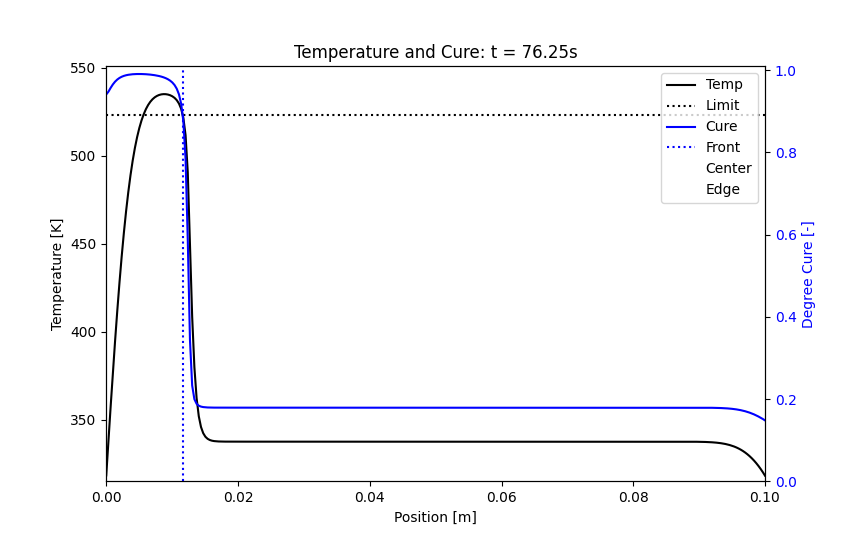 Temperature and Cure: t = 76.25s
550
500
450
400
350
Temperature [K]
1.0
0.8
0.6
0.4
0.2
0.0
Degree Cure [-]
Temp
Limit
Cure
Front
Center
Edge
0.00 0.02 0.04 0.06 0.08 0.10
Position [m]